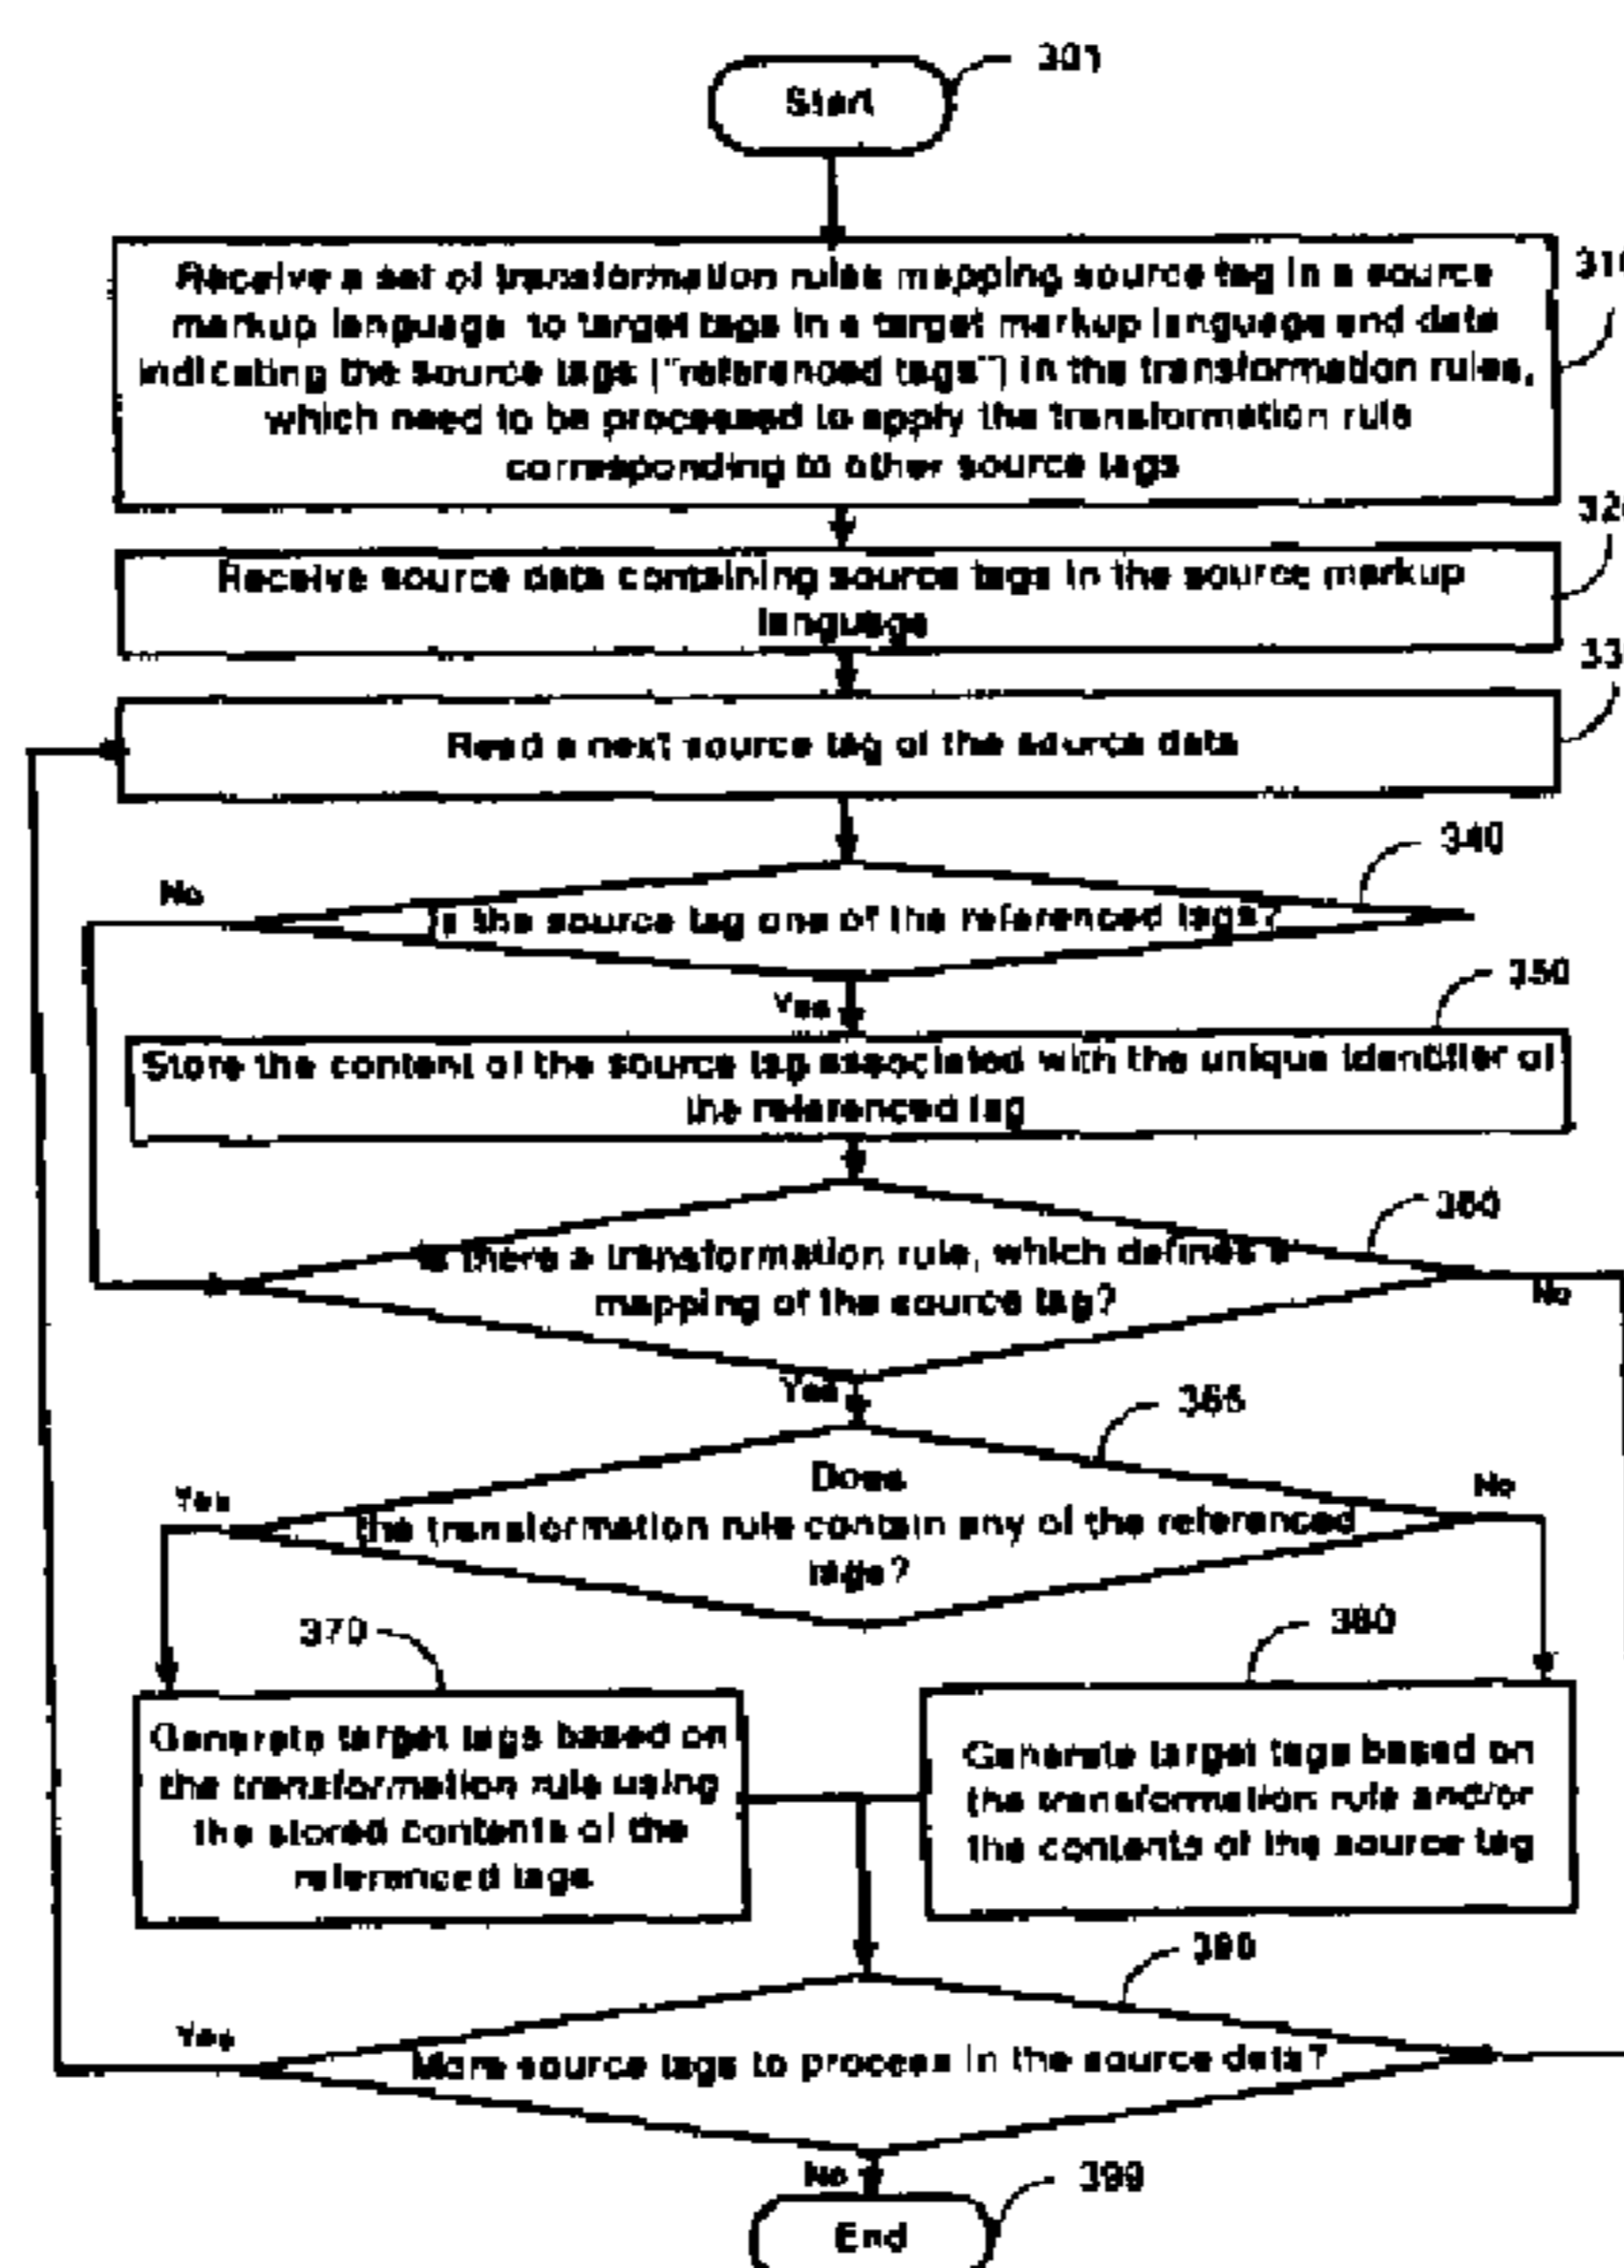 301
Start
310
Receive a set of transformation rules mapping source tag in a source
markup language to target tags in a target markup language and data
indicating the source tags ("referenced tags") in the transformation rules,
which need to be processed to apply the transformation rule
corresponding to other source tags
32
Receive source data containing source tags in the source markup
language
33
Read a next source tag of the source data
340
No
Is the source tag one of the referenced tags?
350
Yes
Store the content of the source tag associated with the unique identifier of
the referenced tag
360
Is there a transformation rule, which defines a
mapping of the source tag?
No
Yes
365
Does
Yes
No
the transformation rule contain any of the referenced
tags?
370
380
Generate target tags based on
the transformation rule using
the stored contents of the
referenced tags
Generate target tags based on
the transformation rule and/or
the contents of the source tag
390
Yes
More source tags to process in the source data?
No
399
End